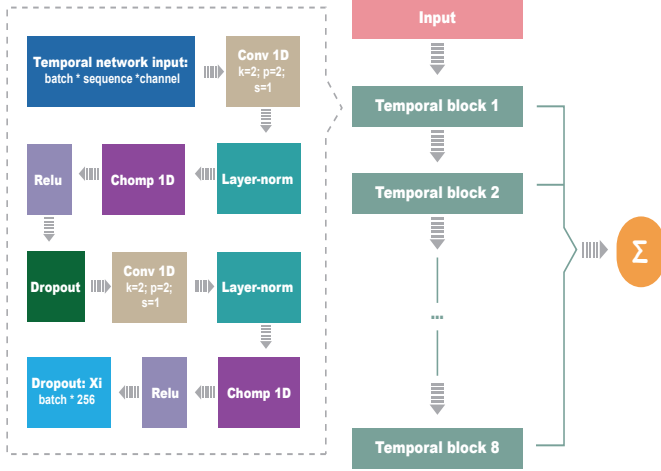 Temporal network input:
batch * sequence *channel
Conv 1D
k=2; p=2;
s=1
Relu
Chomp 1D
Layer-norm
Dropout
Conv 1D
k=2; p=2;
s=1
Layer-norm
Dropout: Xi
batch * 256
Relu
Chomp 1D
Input
Temporal block 1
Temporal block 2
...
Temporal block 8
Σ